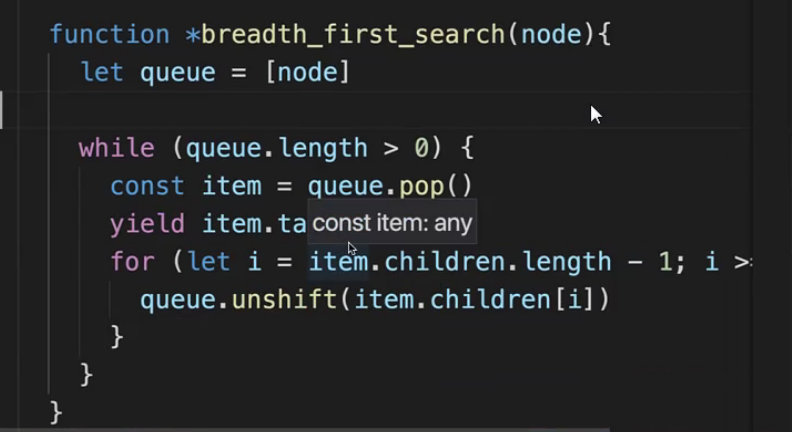 function *breadth_first_search(node){
let queue = [node]
while (queue.length > 0) {
const item = queue.pop()
yield item.ta
const item: any
for (let i = item.children.length - 1; i >
queue.unshift(item.children[i])
}
}
}